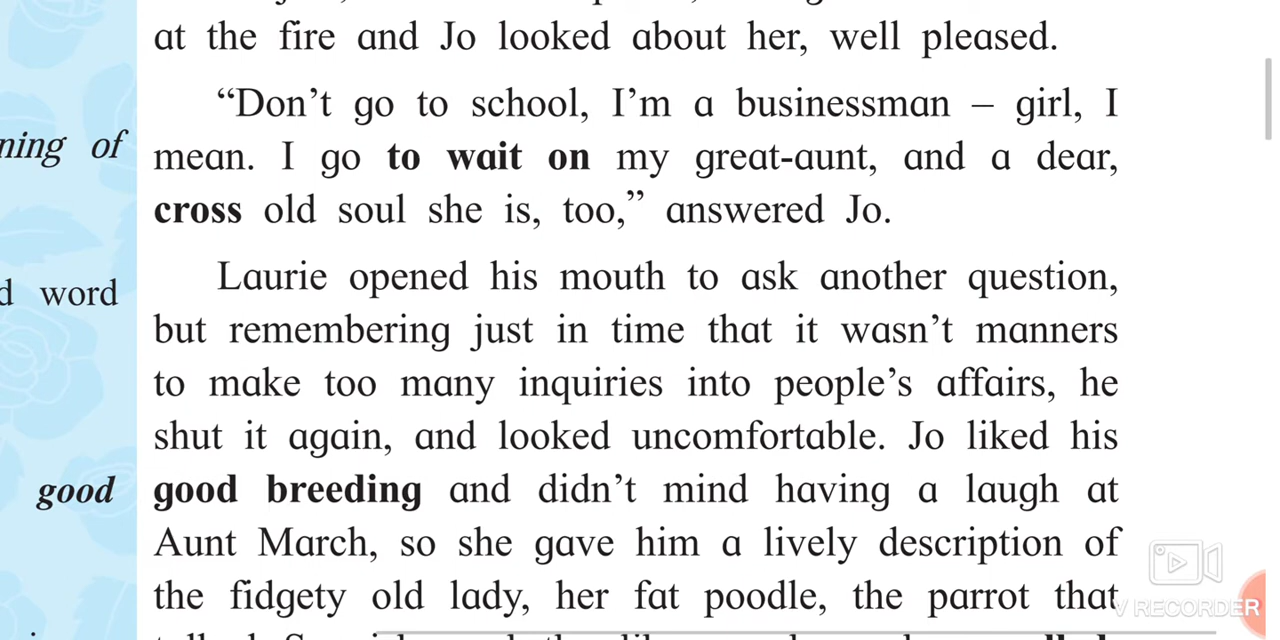 at the fire and Jo looked about her, well pleased.
“Don’t go to school, I’m a businessman – girl, I
ning of
mean. I go to wait on my great-aunt, and a dear,
cross old soul she is, too,” answered Jo.
Laurie opened his mouth to ask another question,
d word
but remembering just in time that it wasn’t manners
to make too many inquiries into people’s affairs, he
shut it again, and looked uncomfortable. Jo liked his
good
good breeding and didn’t mind having a laugh at
Aunt March, so she gave him a lively description of
the fidgety old lady, her fat poodle, the parrot that
V RECORDER